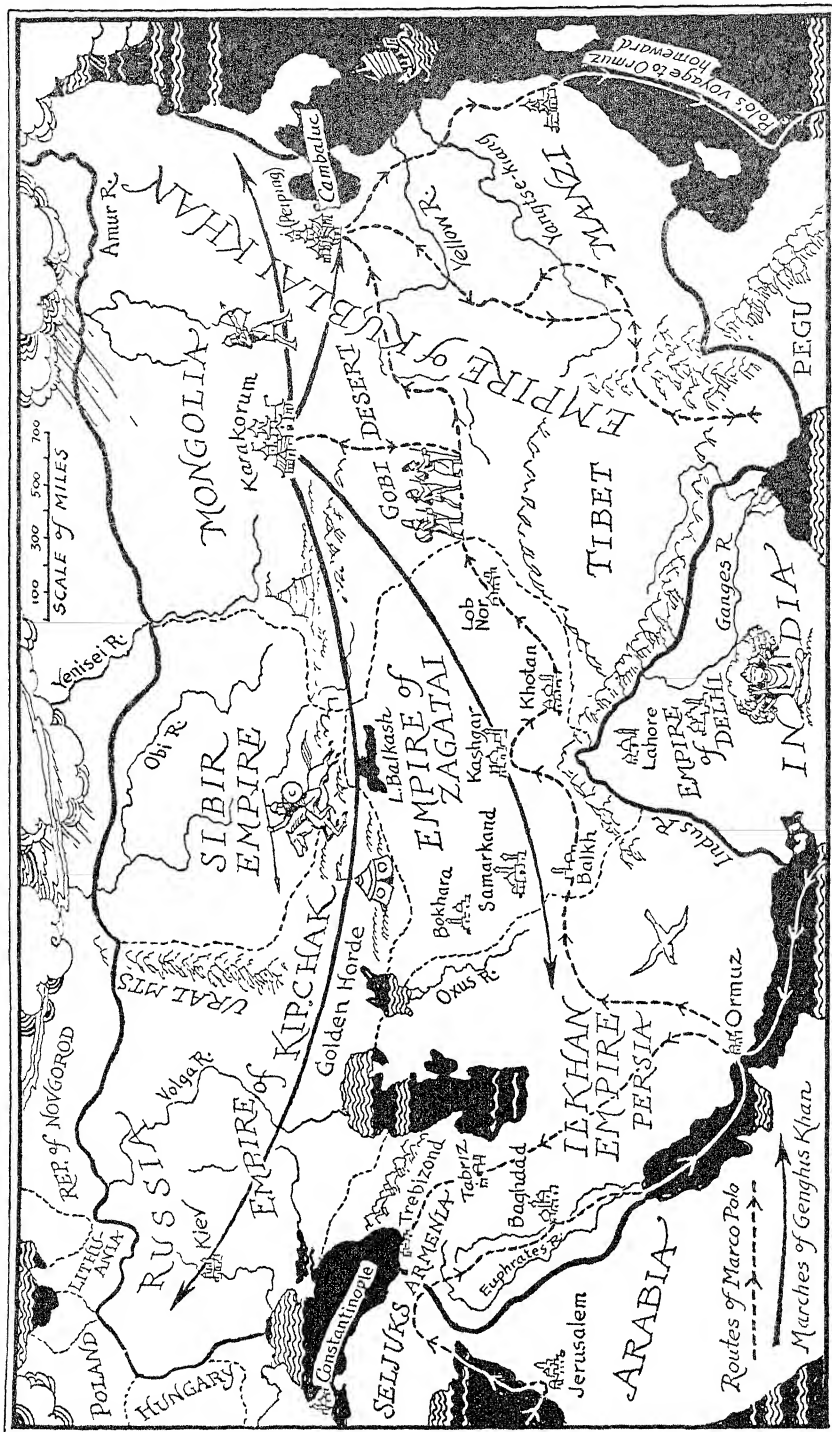 POLAND
LITHU-
ANIA
HUNGARY
REP. of NOVGOROD
RUSSIA
Kiev
Volga R.
URAL MTS
EMPIRE of KIPCHAK
Golden Horde
SIBIR
EMPIRE
Obi R.
Yenisei R.
100 300 500 700
SCALE of MILES
MONGOLIA
Karakorum
Amur R.
EMPIRE of KUBLAI KHAN
(Peiping)
Cambaluc
GOBI DESERT
Yellow R.
Yangtse kiang
MANZI
Polos voyage to Ormuz
homeward
Constantinople
SELJUKS
ARMENIA
Trebizond
Tabriz
Baghdad
Euphrates R.
Jerusalem
ARABIA
ILKHAN
EMPIRE
PERSIA
Ormuz
Oxus R.
Bokhara
Samarkand
Balkh
L. Balkash
EMPIRE of
ZAGATAI
Kashgar
Khotan
Lob
Nor
TIBET
Indus R.
Lahore
EMPIRE
of
DELHI
INDIA
Ganges R.
PEGU
Routes of Marco Polo
Marches of Genghis Khan